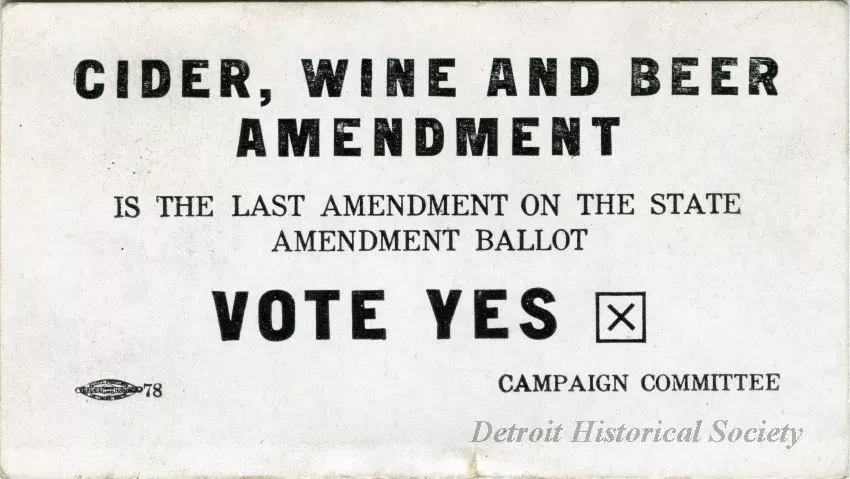 CIDER, WINE AND BEER
AMENDMENT
IS THE LAST AMENDMENT ON THE STATE
AMENDMENT BALLOT
VOTE YES
78
CAMPAIGN COMMITTEE
Detroit Historical Society